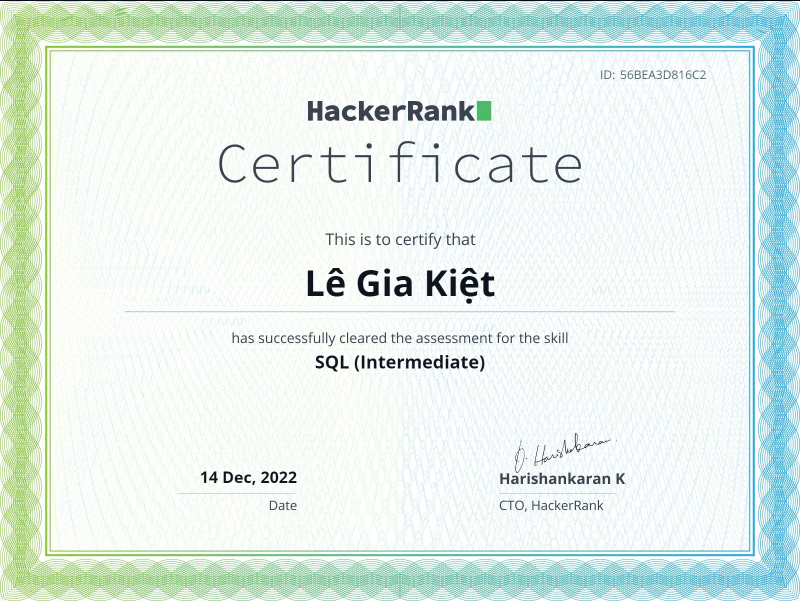 ID: 56BEA3D816C2
HackerRank
Certificate
This is to certify that
Lê Gia Kiệt
has successfully cleared the assessment for the skill
SQL (Intermediate)
14 Dec, 2022
Date
Harishankaran K
CTO, HackerRank